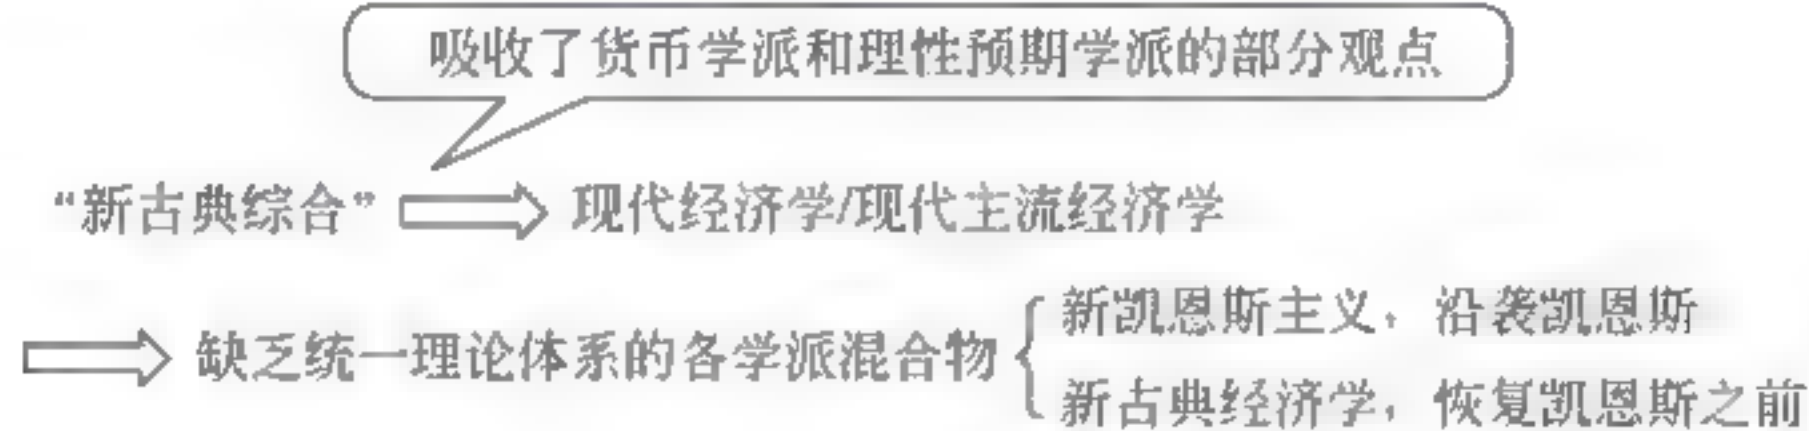 吸收了货币学派和理性预期学派的部分观点
“新古典综合” 现代经济学/现代主流经济学
缺乏统一理论体系的各学派混合物
新凯恩斯主义，沿袭凯恩斯
新古典经济学，恢复凯恩斯之前